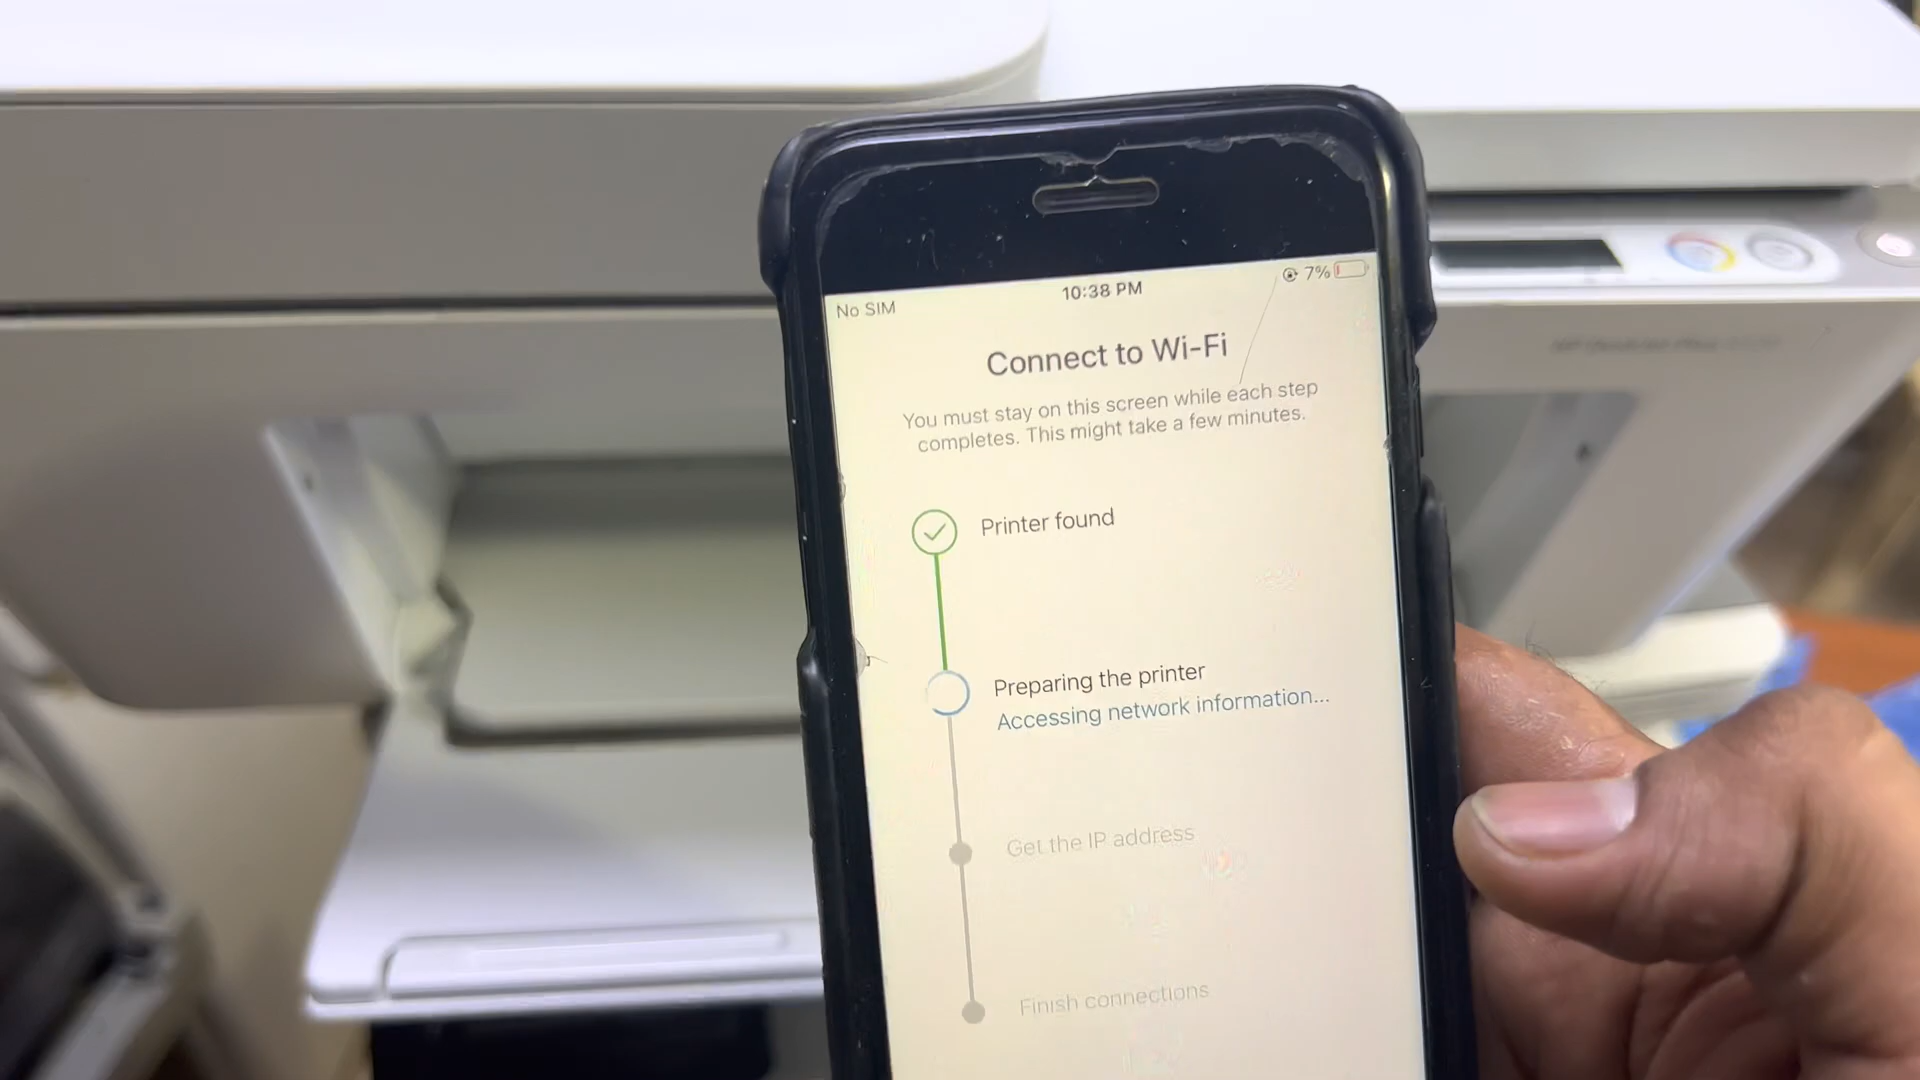 No SIM
10:38 PM
7%
Connect to Wi-Fi
You must stay on this screen while each step
completes. This might take a few minutes.
Printer found
Preparing the printer
Accessing network information...
Get the IP address
Finish connections